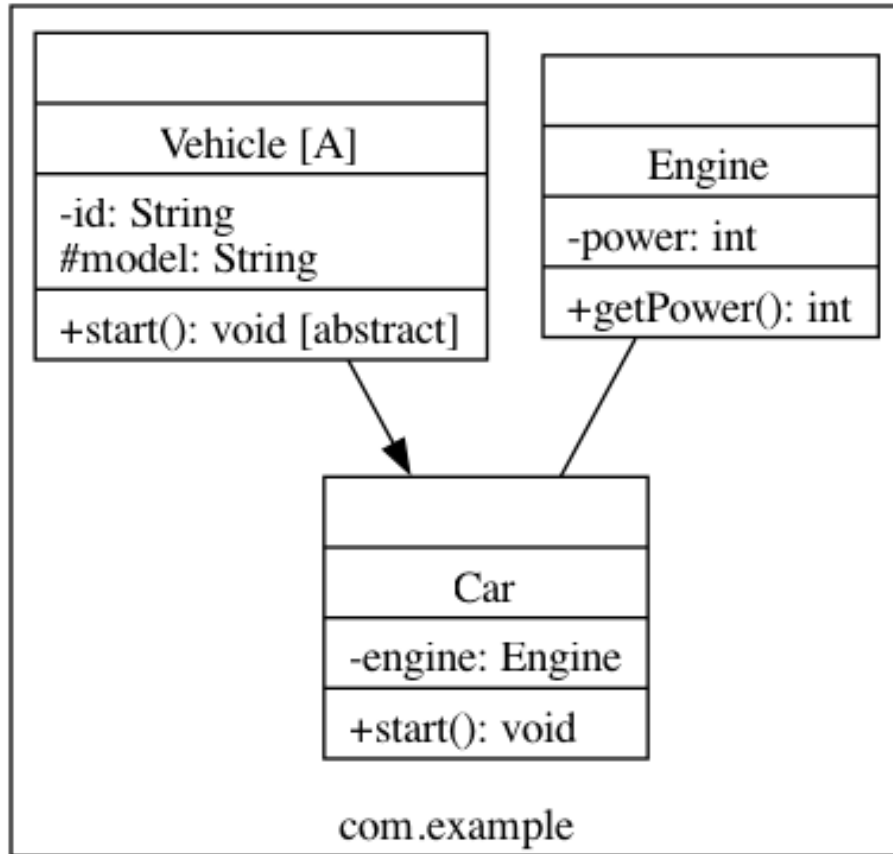 Vehicle [A]
-id: String
#model: String
+start(): void [abstract]
Engine
-power: int
+getPower(): int
Car
-engine: Engine
+start(): void
com.example